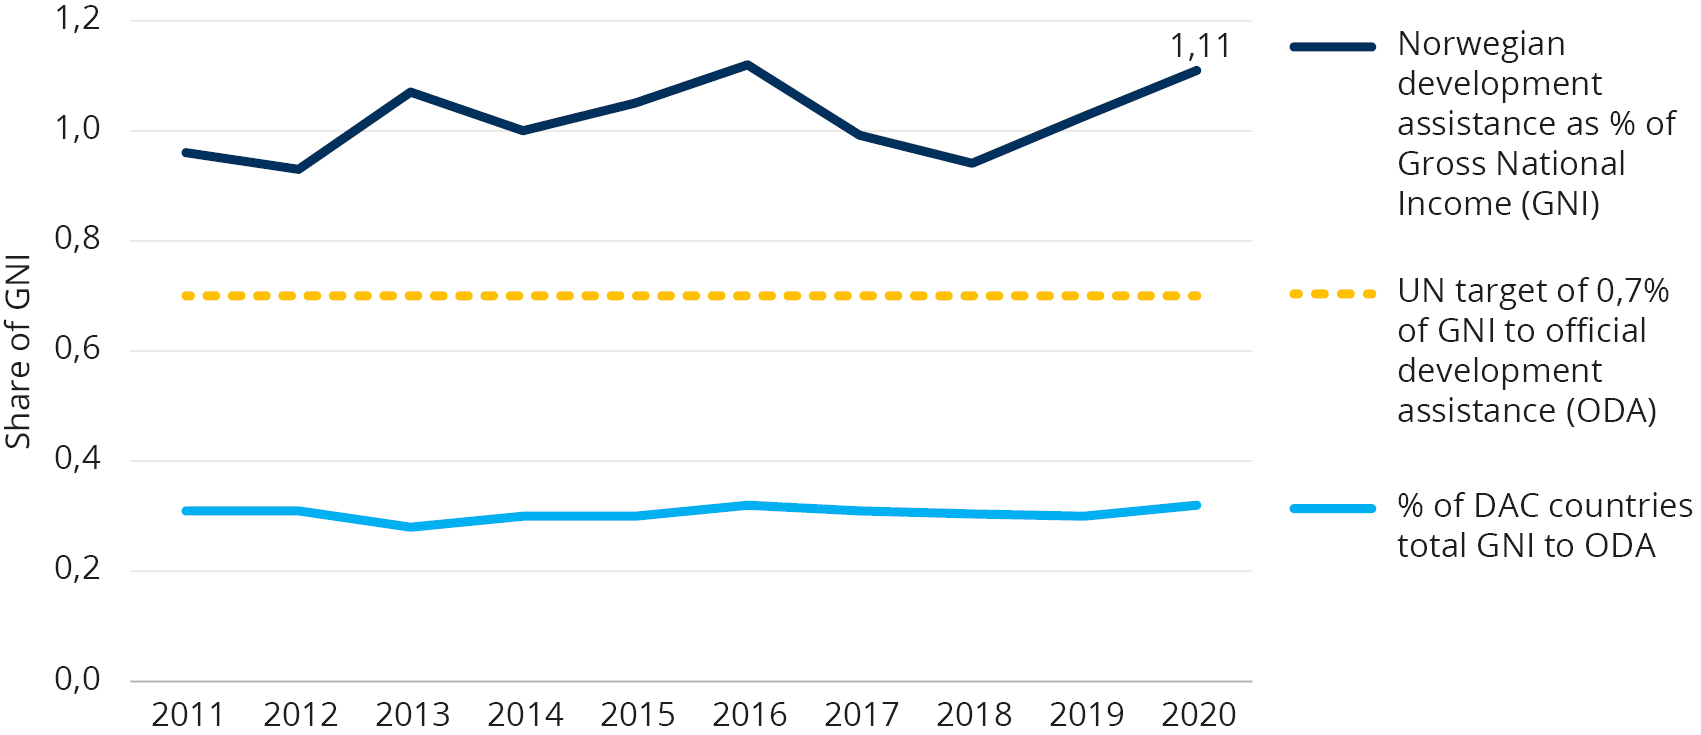 Share of GNI
1,2
1,0
0,8
0,6
0,4
0,2
0,0
1,11
2011 2012 2013 2014 2015 2016 2017 2018 2019 2020
Norwegian
development
assistance as % of
Gross National
Income (GNI)
UN target of 0,7%
of GNI to official
development
assistance (ODA)
% of DAC countries
total GNI to ODA